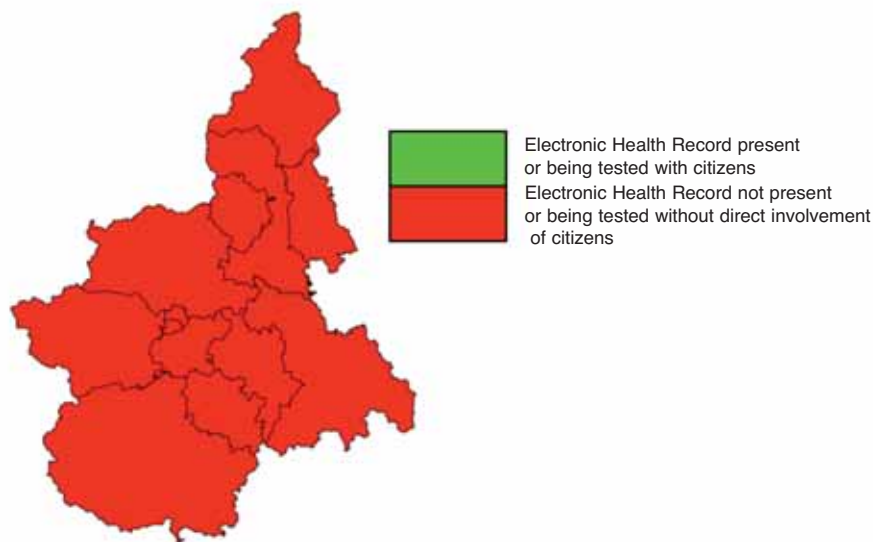 Electronic Health Record present
or being tested with citizens
Electronic Health Record not present
or being tested without direct involvement
of citizens